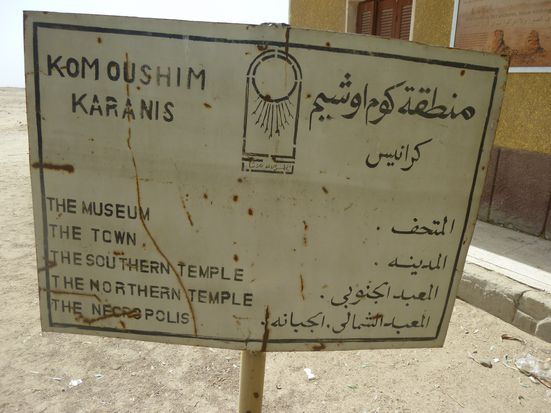 KOM OUSHIM
KARANIS
منطقة كوم اوشيم
كرانيس
THE MUSEUM
THE TOWN
THE SOUTHERN TEMPLE
THE NORTHERN TEMPLE
THE NECROPOLIS
المتحف .
المدينه .
المعبد الجنوبي .
المعبد الشمالى . الجبانه .